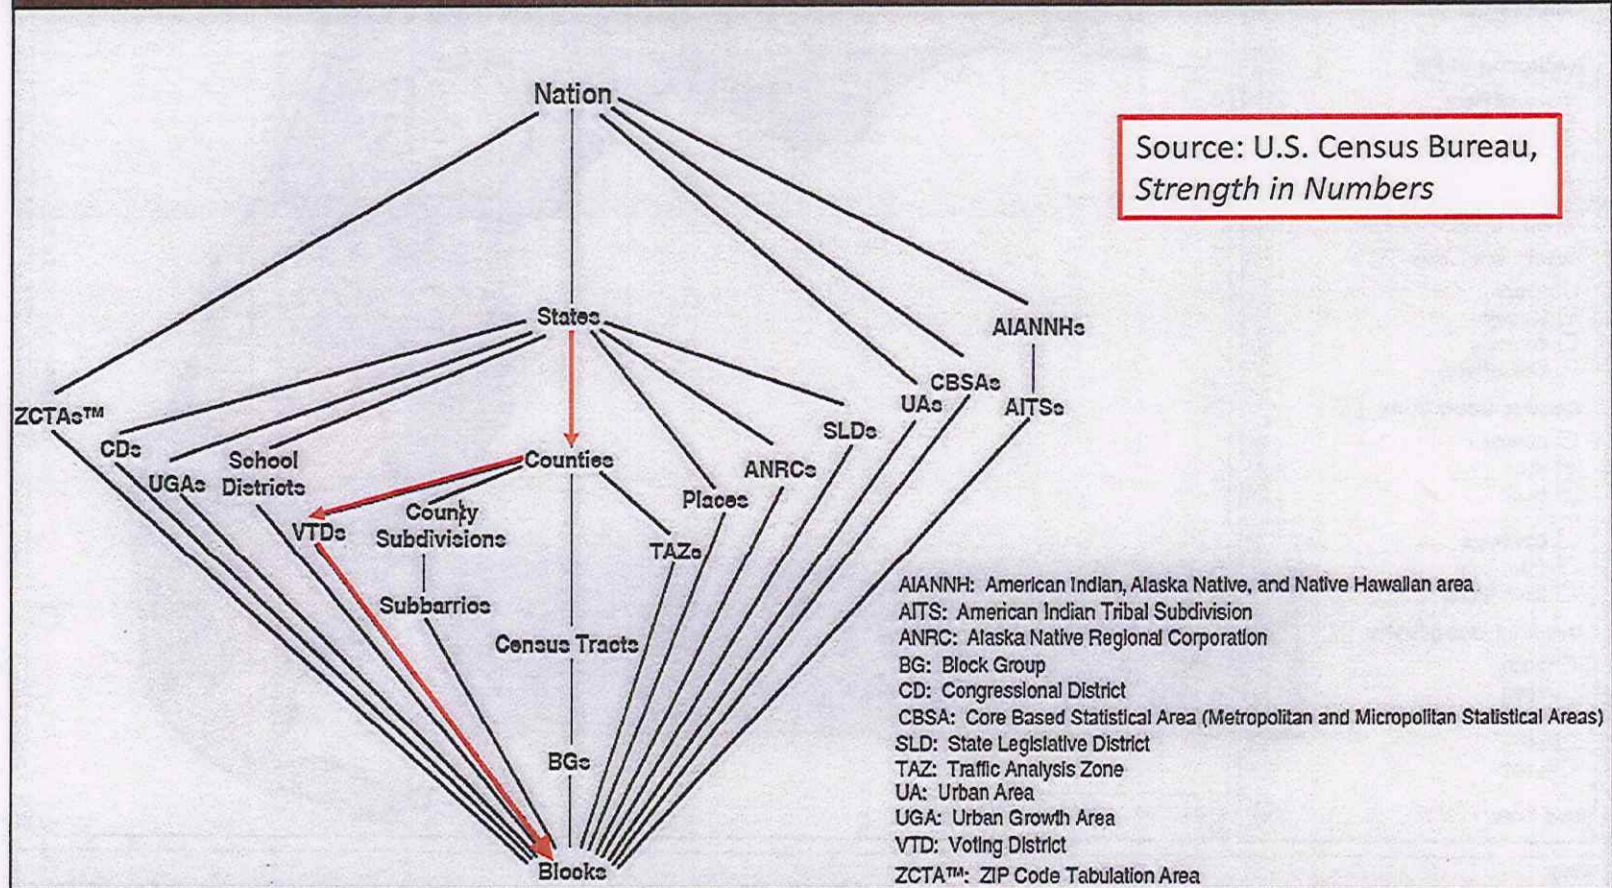 Nation
Source: U.S. Census Bureau,
Strength in Numbers
States
AIANNHs
ZCTAs™
CDs
UGAs
School
Districts
Counties
Places
ANRCs
SLDs
UAs
CBSAs
AITSs
VTDs
County
Subdivisions
TAZs
Subbarrios
Census Tracts
BGs
Blocks
AIANNH: American Indian, Alaska Native, and Native Hawaiian area
AITS: American Indian Tribal Subdivision
ANRC: Alaska Native Regional Corporation
BG: Block Group
CD: Congressional District
CBSA: Core Based Statistical Area (Metropolitan and Micropolitan Statistical Areas)
SLD: State Legislative District
TAZ: Traffic Analysis Zone
UA: Urban Area
UGA: Urban Growth Area
VTD: Voting District
ZCTA™: ZIP Code Tabulation Area